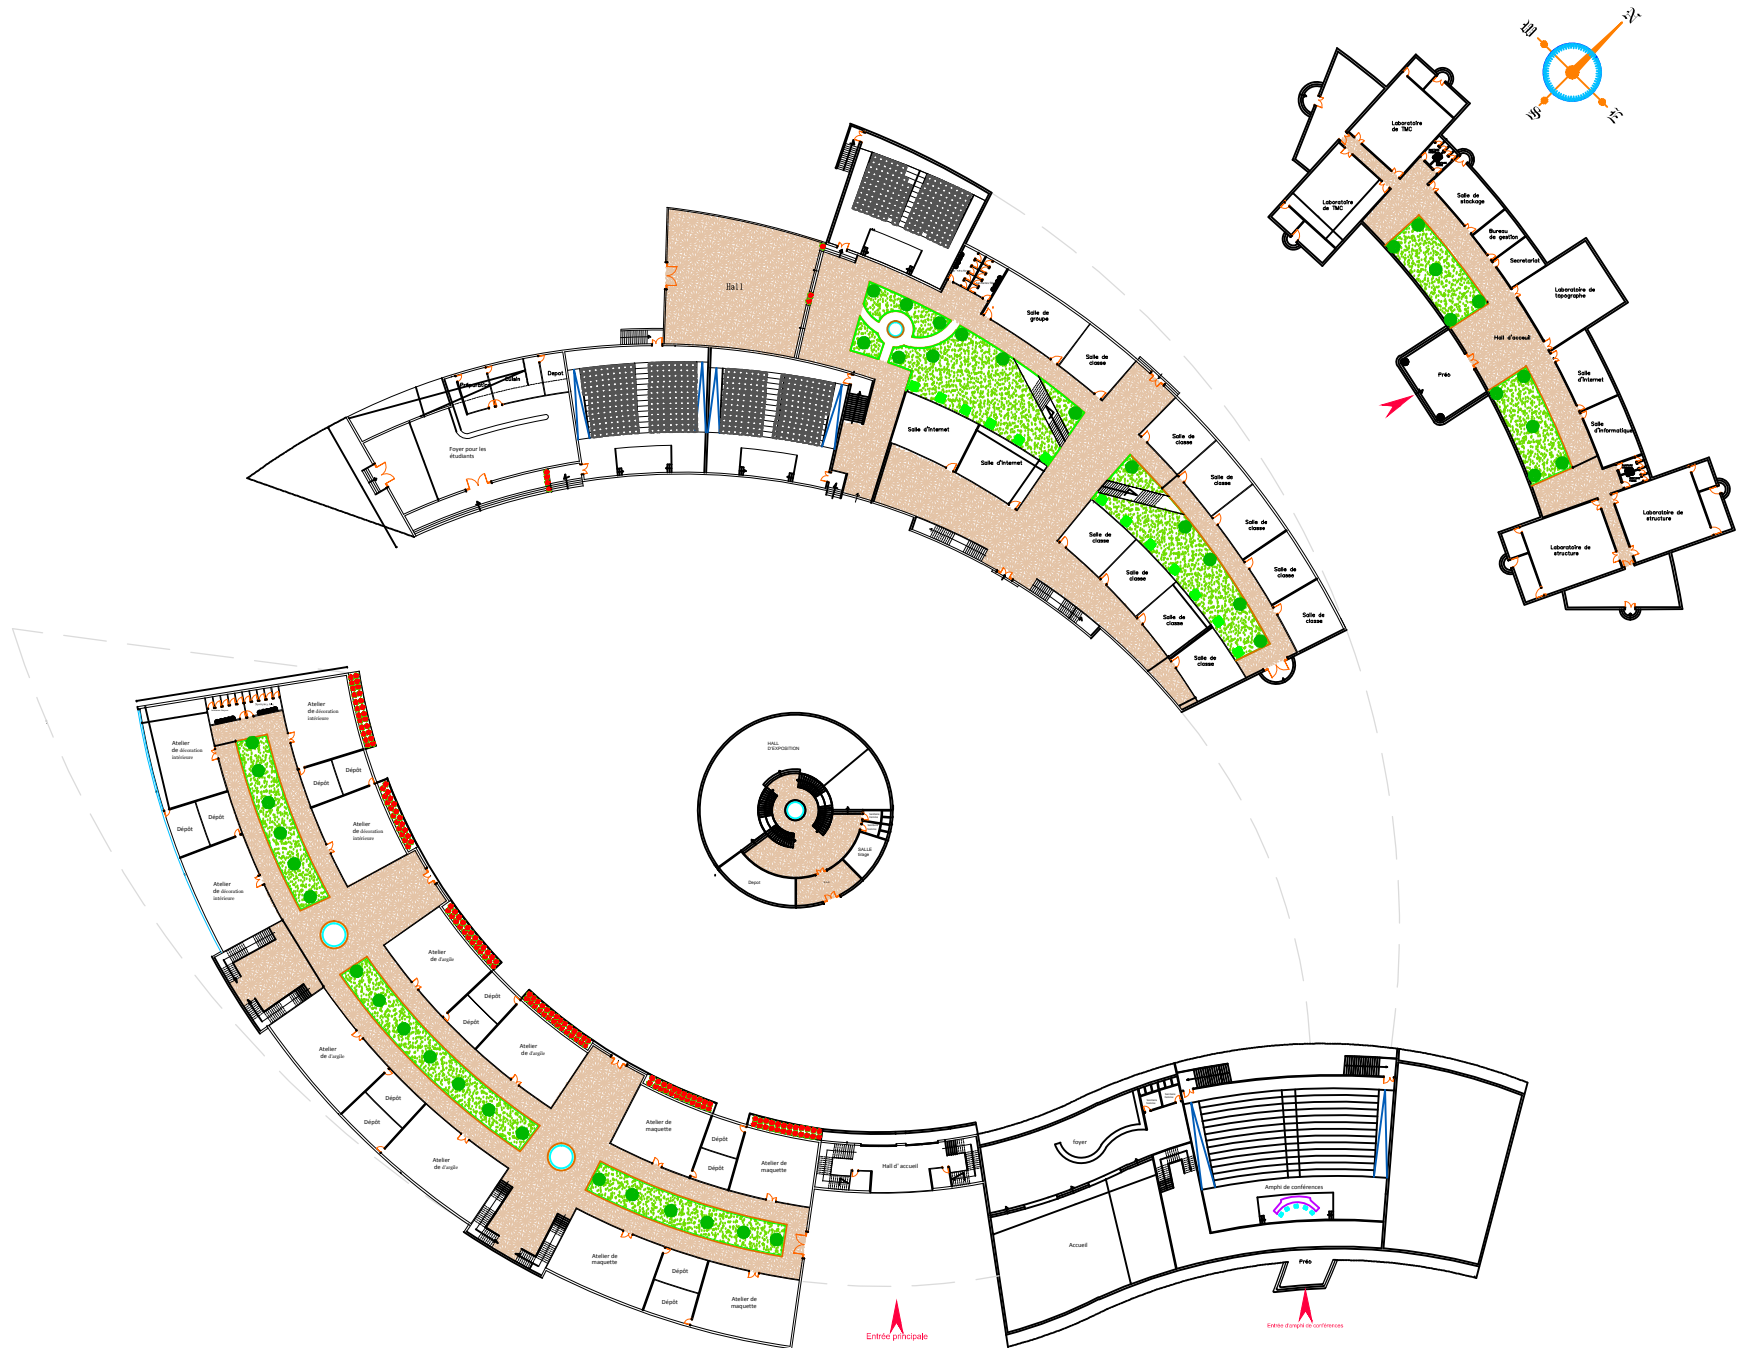 N
W
S
E
Laboratoire
de TMC
Laboratoire
de TMC
Salle de
stockage
Bureau
de gestion
Secretariat
Laboratoire de
topographe
Hall d'acceuil
Salle
d'internet
Salle
d'informatique
Préo
Laboratoire de
structure
Laboratoire de
structure
Hall
Salle de
groupe
Salle de
classe
Préparation
Cuisin
Depot
Foyer pour les
étudiants
Salle d'internet
Salle d'internet
Salle de
classe
Salle de
classe
Salle de
classe
Salle de
classe
Salle de
classe
Salle de
classe
Salle de
classe
Salle de
classe
Salle de
classe
Atelier
de décoration
intérieure
Atelier
de décoration
intérieure
Dépôt
Dépôt
Dépôt
Dépôt
Atelier
de décoration
intérieure
Atelier
de décoration
intérieure
HALL
D'EXPOSITION
SALLE
tirage
Depot
Atelier
de d'argile
Dépôt
Dépôt
Atelier
de d'argile
Atelier
de d'argile
Dépôt
Dépôt
Atelier
de d'argile
Atelier de
maquette
Dépôt
Dépôt
Atelier de
maquette
Atelier de
maquette
Dépôt
Dépôt
Atelier de
maquette
Hall d' accueil
foyer
Amphi de conférences
Accueil
Préo
Entrée principale
Entrée d'amphi de conférences